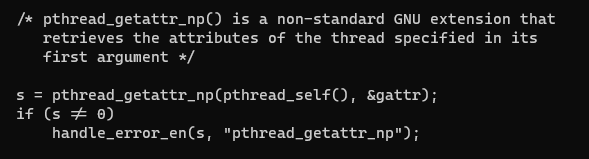 /* pthread_getattr_np() is a non-standard GNU extension that
   retrieves the attributes of the thread specified in its
   first argument */

s = pthread_getattr_np(pthread_self(), &gattr);
if (s != 0)
    handle_error_en(s, "pthread_getattr_np");